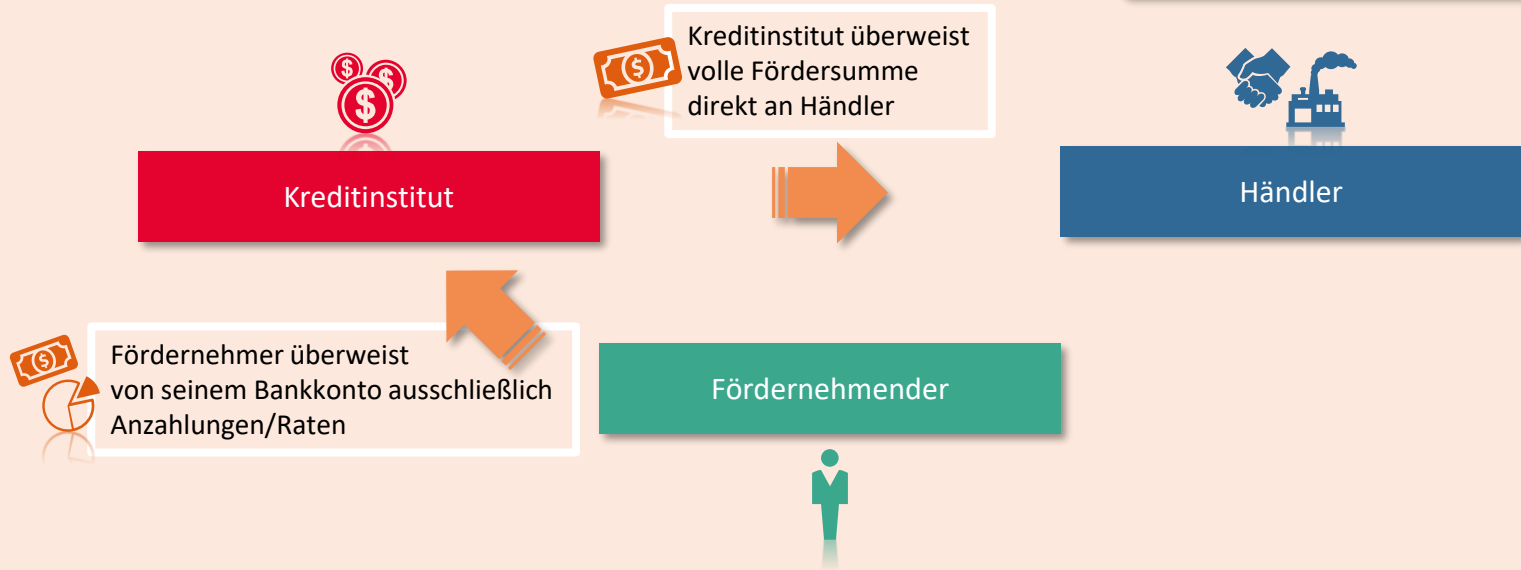 Kreditinstitut überweist
volle Fördersumme
direkt an Händler
Kreditinstitut
Händler
Fördernehmer überweist
von seinem Bankkonto ausschließlich
Anzahlungen/Raten
Fördernehmender